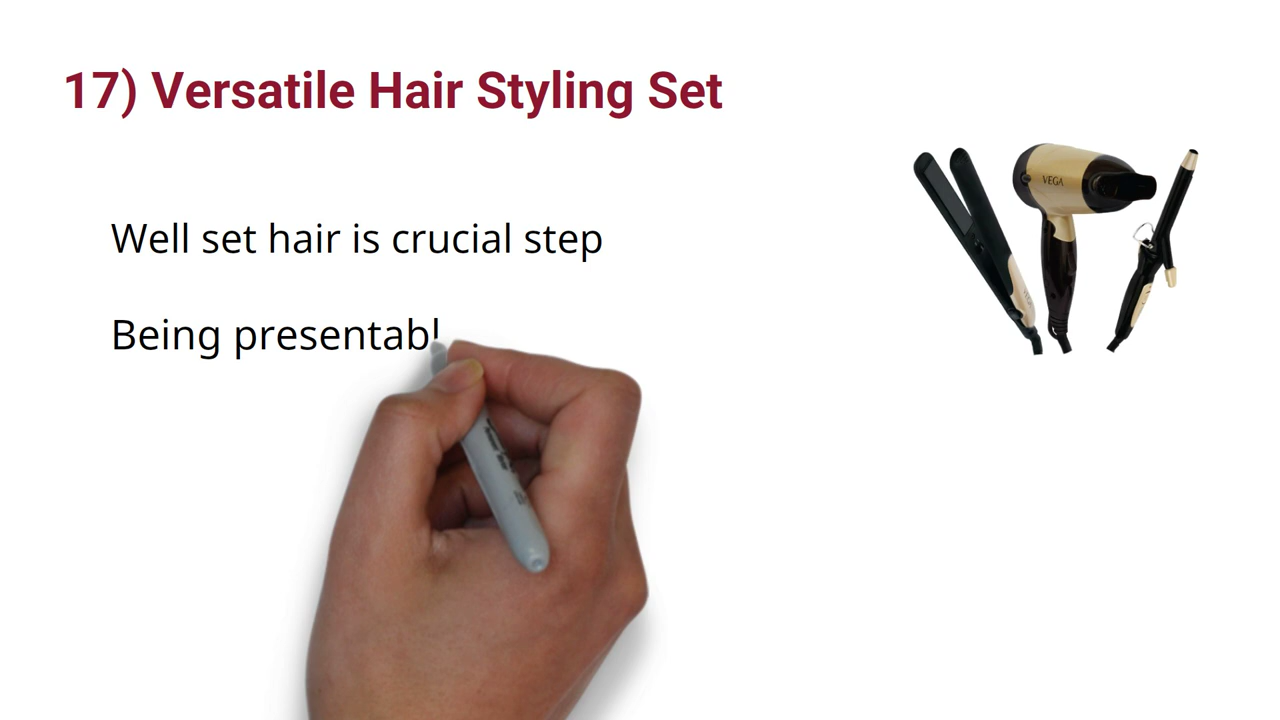 17) Versatile Hair Styling Set
Well set hair is crucial step
Being presentabl
VEGA